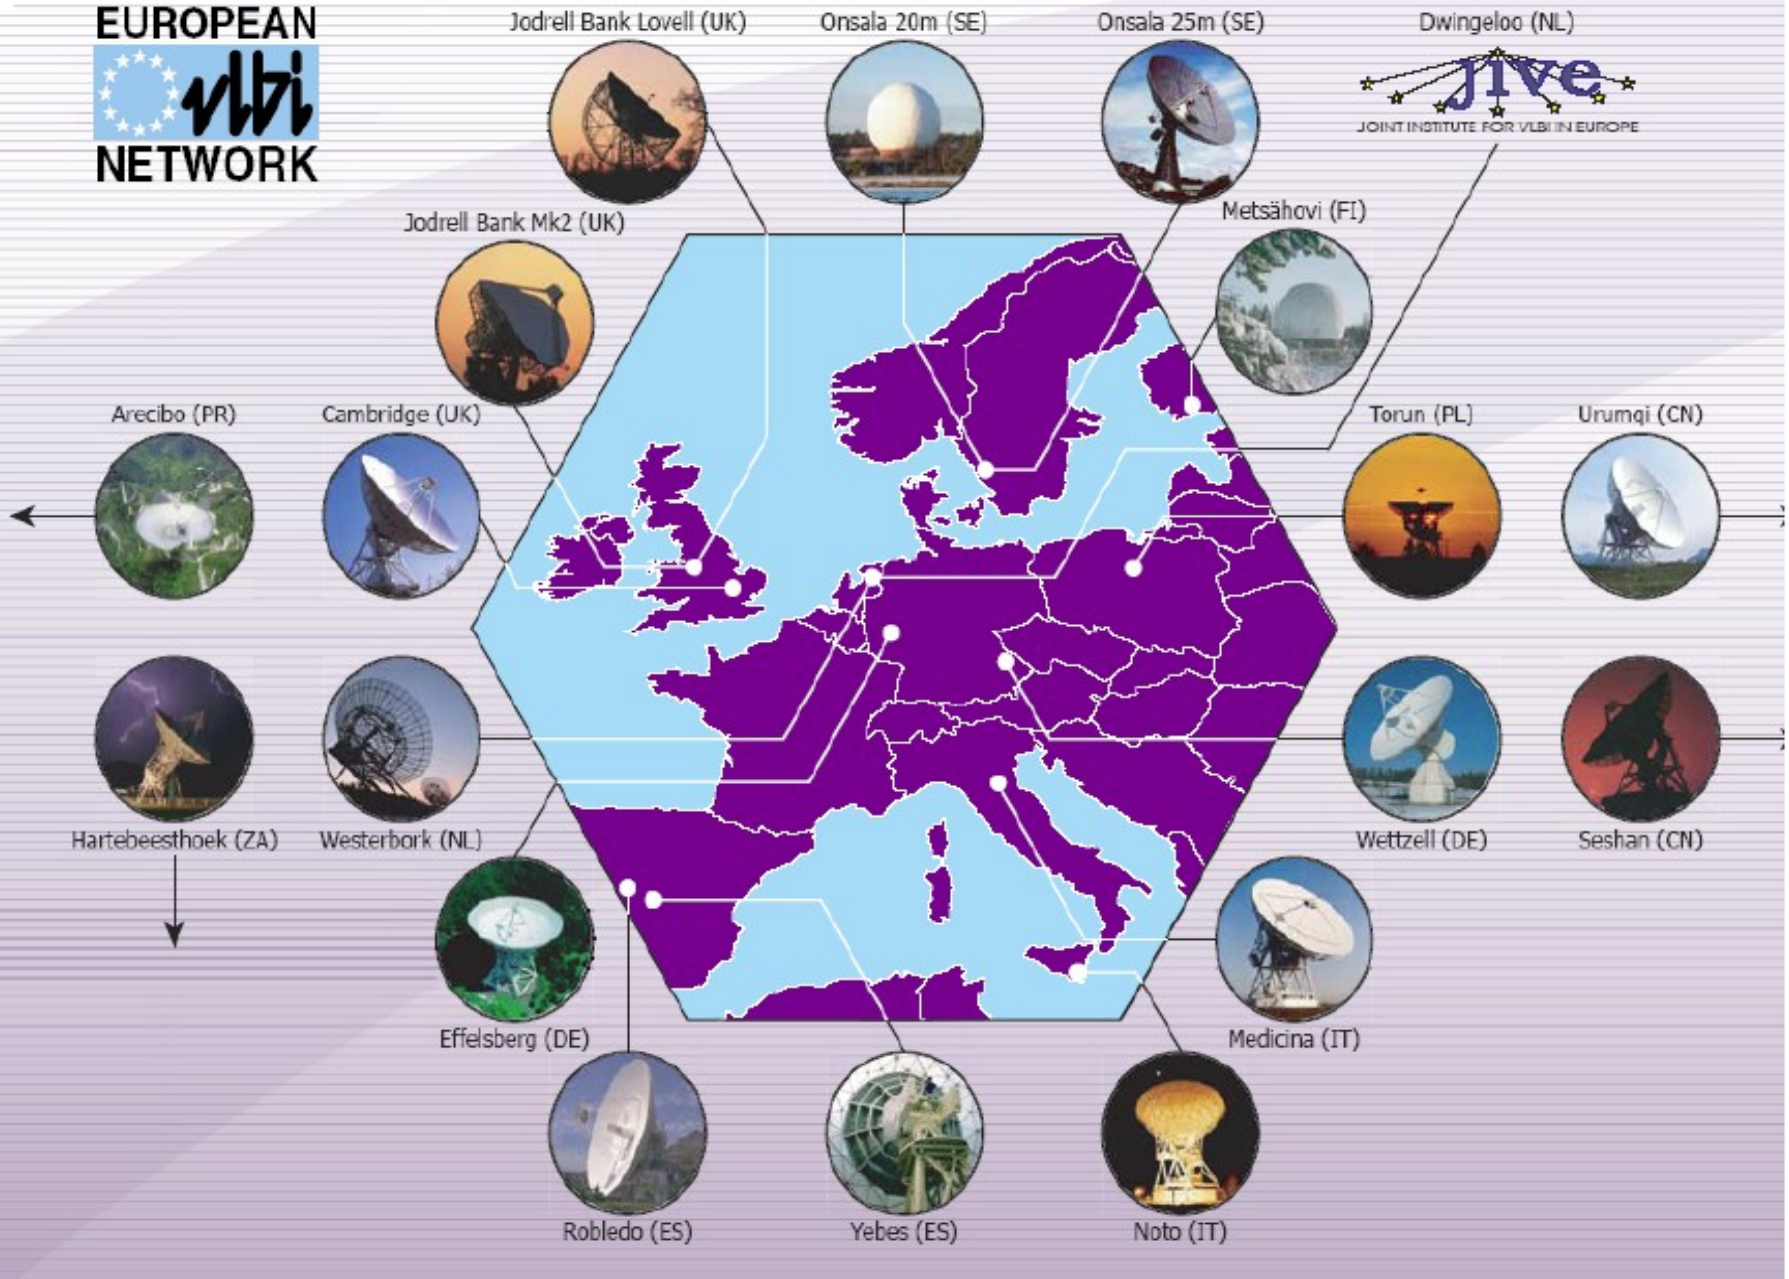 EUROPEAN
vlbi
NETWORK
Jodrell Bank Lovell (UK)
Onsala 20m (SE)
Onsala 25m (SE)
Dwingeloo (NL)
jive
JOINT INSTITUTE FOR VLBI IN EUROPE
Jodrell Bank Mk2 (UK)
Metsähovi (FI)
Arecibo (PR)
Cambridge (UK)
Torun (PL)
Urumqi (CN)
Hartebeesthoek (ZA)
Westerbork (NL)
Wettzell (DE)
Seshan (CN)
Effelsberg (DE)
Medicina (IT)
Robledo (ES)
Yebes (ES)
Noto (IT)